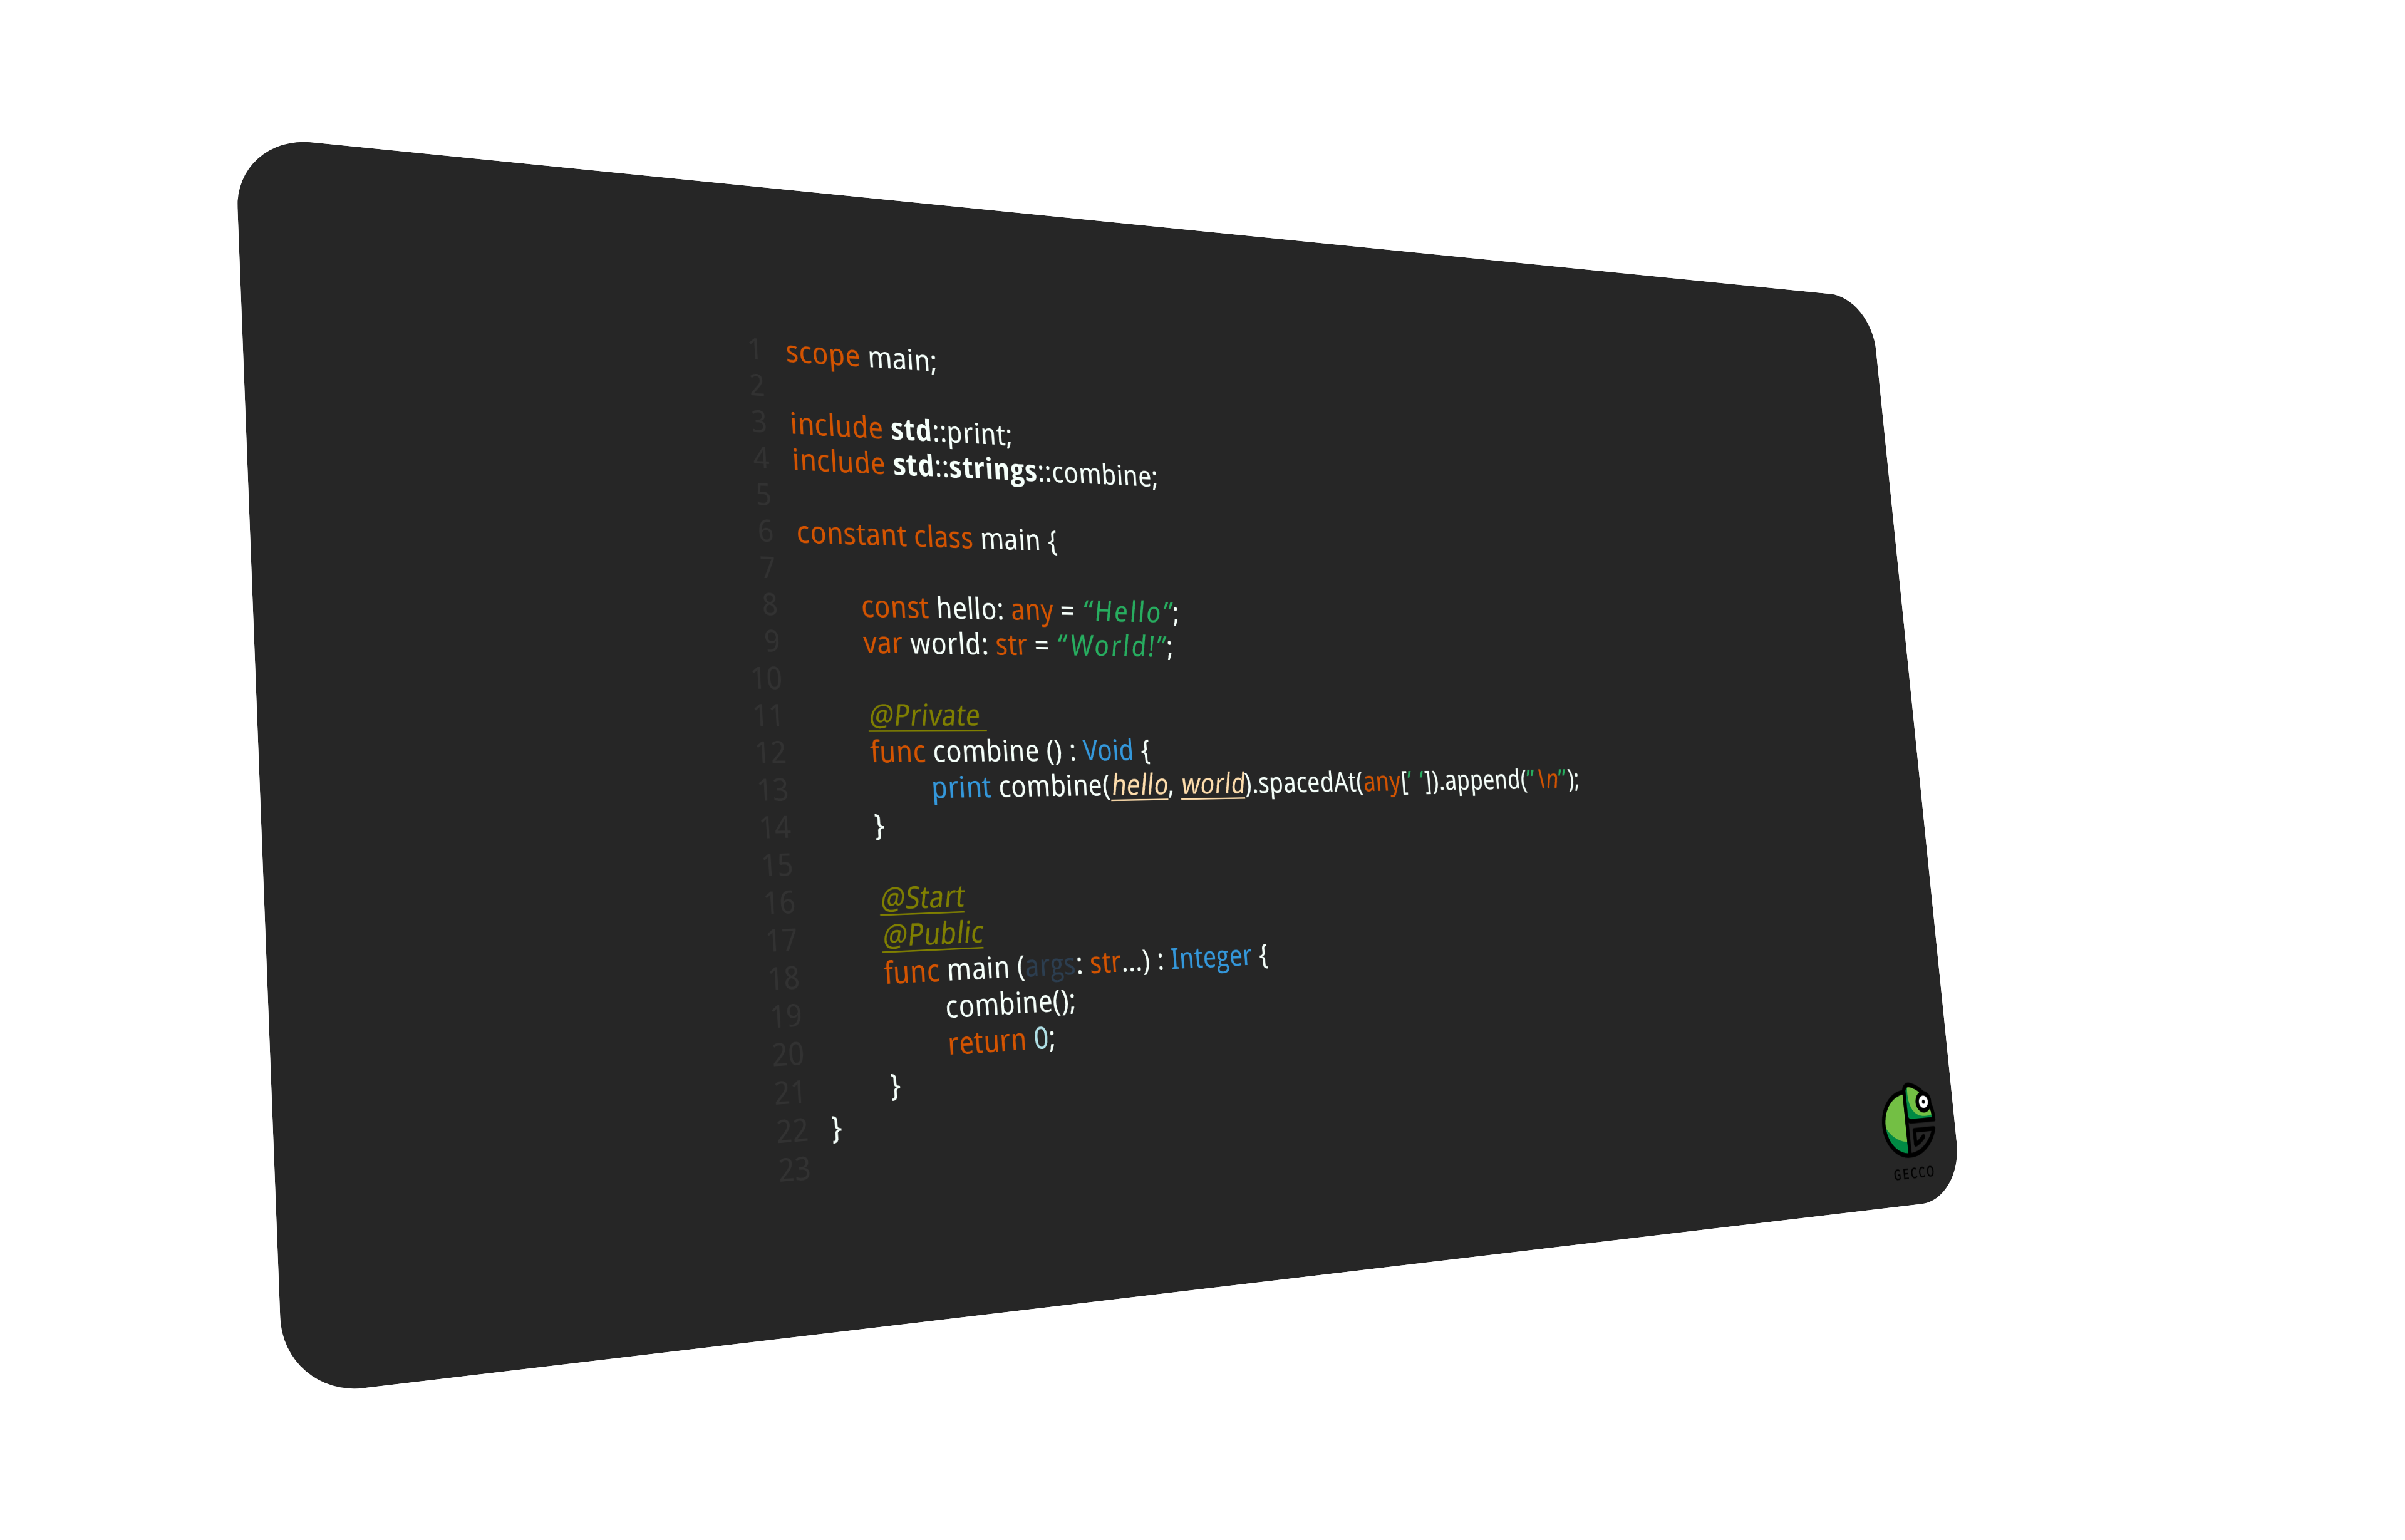 1 scope main;
2
3 include std::print;
4 include std::strings::combine;
5
6 constant class main {
7
8 const hello: any = “Hello”;
9 var world: str = “World!”;
10
11 @Private
12 func combine () : Void {
13 print combine(hello, world).spacedAt(any[‘ ‘]).append(”\n”);
14 }
15
16 @Start
17 @Public
18 func main (args: str...) : Integer {
19 combine();
20 return 0;
21 }
22 }
23
GECCO